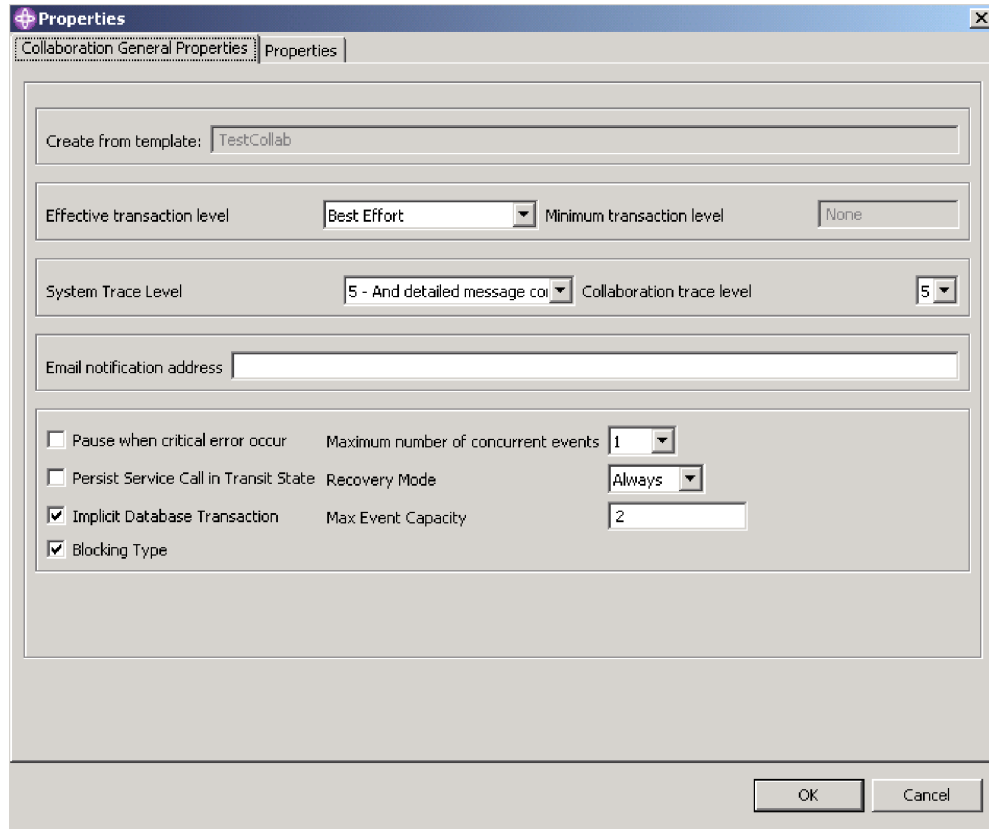 Properties
Collaboration General Properties Properties
Create from template: TestCollab
Effective transaction level Best Effort Minimum transaction level None
System Trace Level 5 - And detailed message co Collaboration trace level 5
Email notification address
Pause when critical error occur Maximum number of concurrent events 1
Persist Service Call in Transit State Recovery Mode Always
Implicit Database Transaction Max Event Capacity 2
Blocking Type
OK Cancel